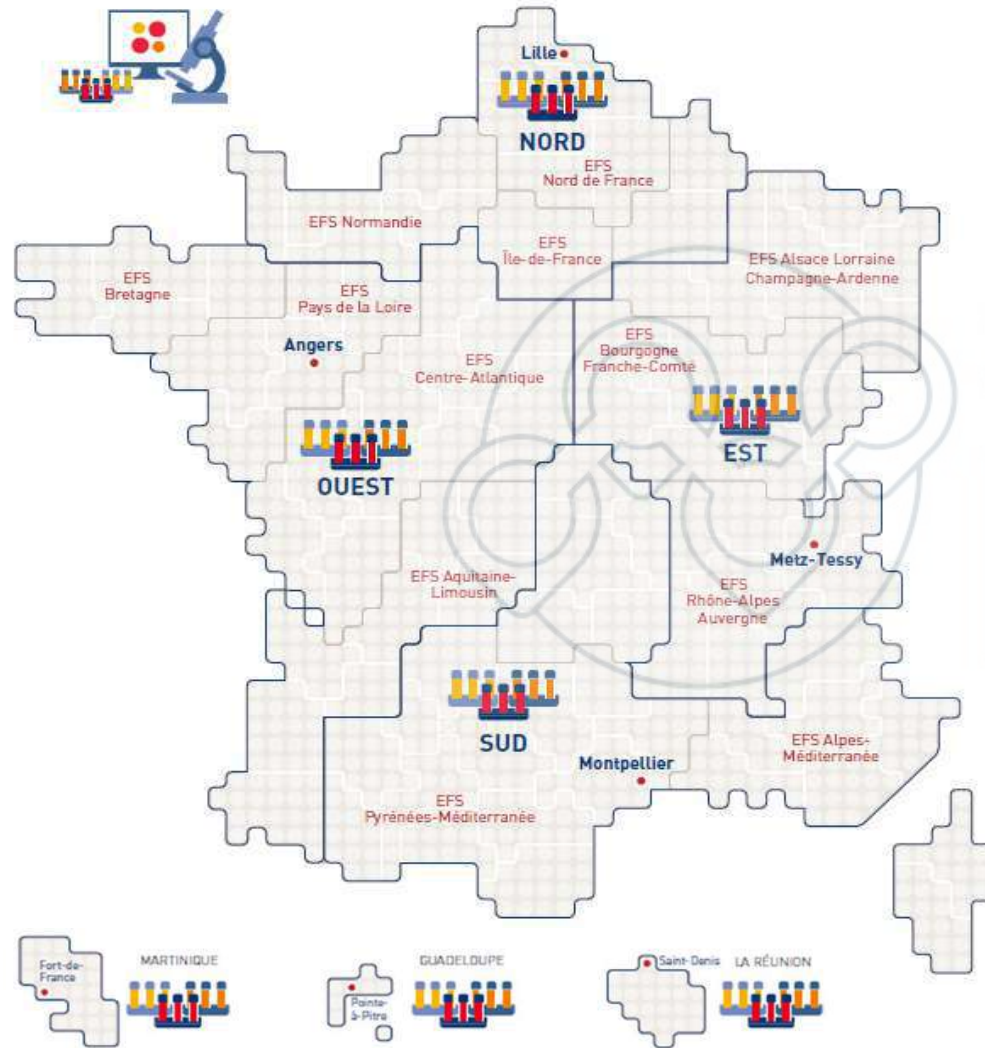 Lille
NORD
EFS
Nord de France
EFS Normandie
EFS
Île-de-France
EFS Alsace Lorraine
Champagne-Ardenne
EFS
Bretagne
EFS
Pays de la Loire
Angers
EFS
Centre-Atlantique
EFS
Bourgogne
Franche-Comté
EST
OUEST
Metz-Tessy
EFS Aquitaine-
Limousin
EFS
Rhône-Alpes
Auvergne
SUD
Montpellier
EFS Alpes-
Méditerranée
EFS
Pyrénées-Méditerranée
Fort-de-
France
MARTINIQUE
Pointe-
à-Pitre
GUADELOUPE
Saint-Denis
LA RÉUNION